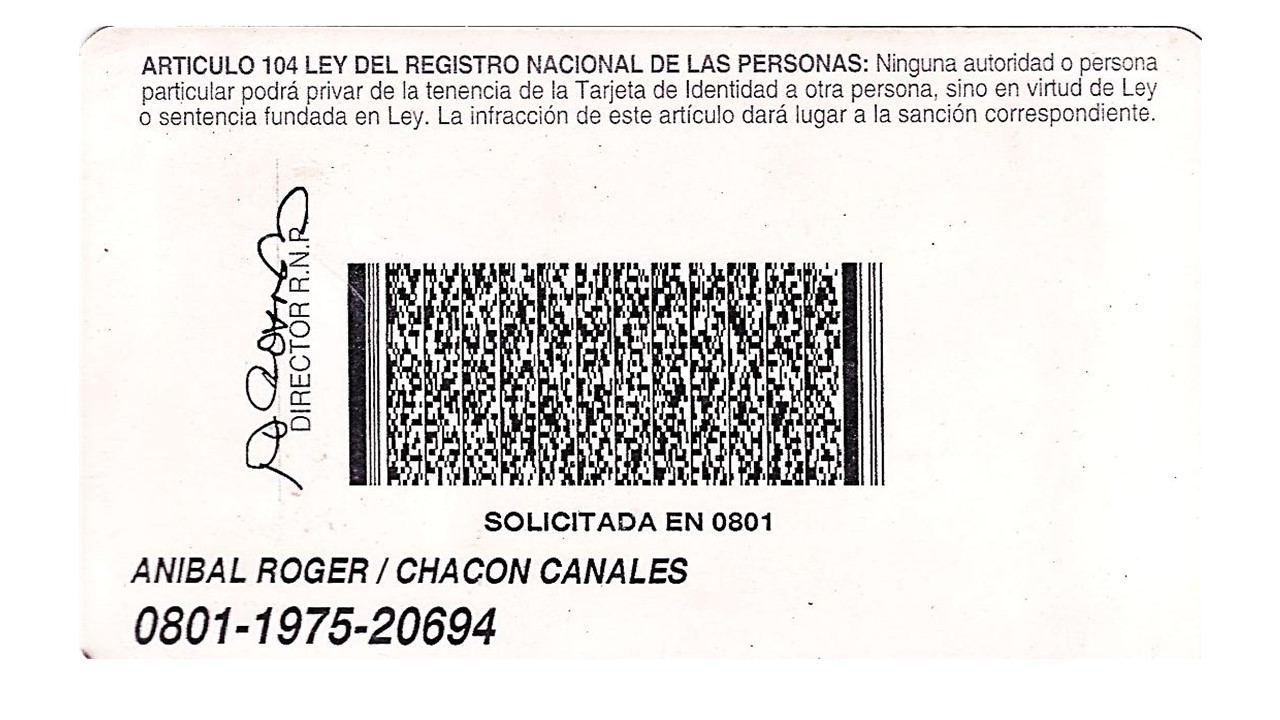 ARTICULO 104 LEY DEL REGISTRO NACIONAL DE LAS PERSONAS: Ninguna autoridad o persona
particular podrá privar de la tenencia de la Tarjeta de Identidad a otra persona, sino en virtud de Ley
o sentencia fundada en Ley. La infracción de este artículo dará lugar a la sanción correspondiente.
DIRECTOR R.N.P.
SOLICITADA EN 0801
ANIBAL ROGER / CHACON CANALES
0801-1975-20694